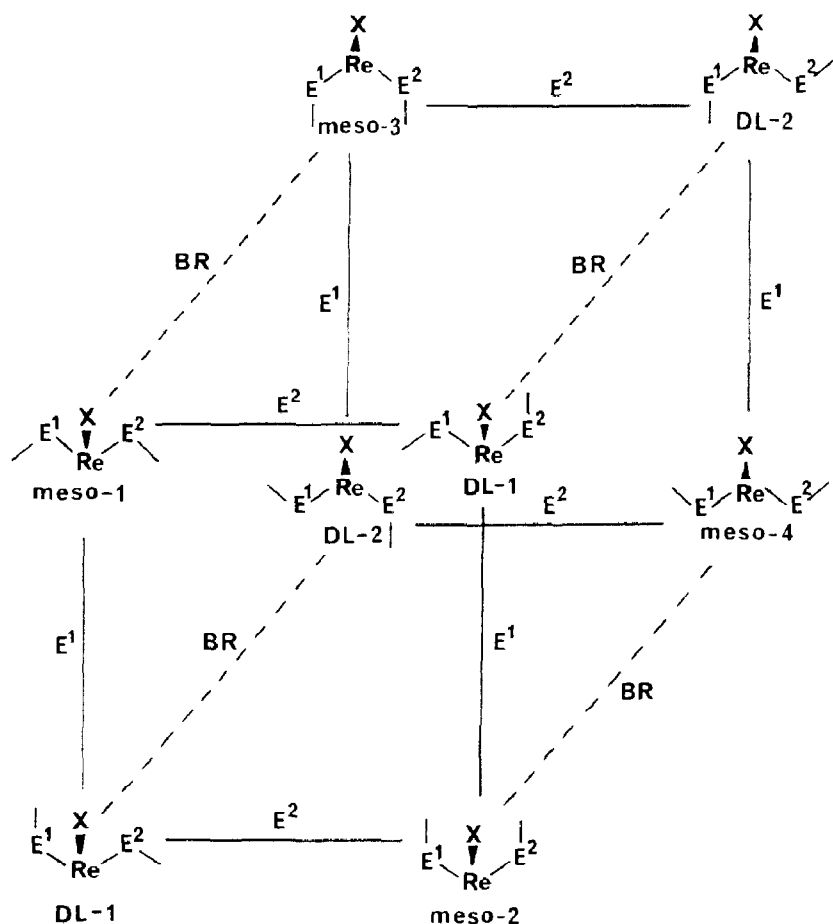 X X
E¹ Re E² E² E¹ Re E²
meso-3 DL-2
BR BR
E¹ E¹
E² X
E¹ X E² E¹ Re E² X
Re X DL-1
meso-1 E¹ Re E² E² E¹ Re E²
DL-2 meso-4
E¹ BR E¹ BR
X E² X
E¹ Re E² E¹ Re E²
DL-1 meso-2